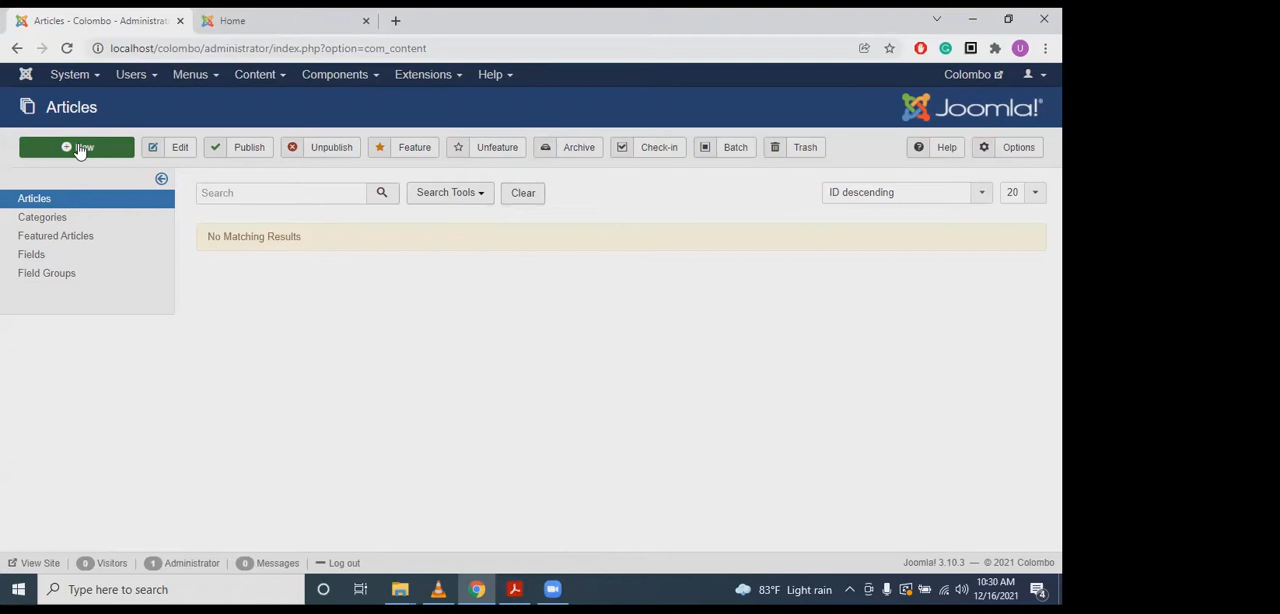 Articles - Colombo - Administrat
Home
localhost/colombo/administrator/index.php?option=com_content
U
System Users Menus Content Components Extensions Help
Colombo
Articles
Joomla!
New Edit Publish Unpublish Feature Unfeature Archive Check-in Batch Trash Help Options
Articles
Categories
Featured Articles
Fields
Field Groups
Search Search Tools Clear ID descending 20
No Matching Results
View Site 0 Visitors 1 Administrator 0 Messages Log out
Joomla! 3.10.3 — © 2021 Colombo
Type here to search
83°F Light rain
10:30 AM
12/16/2021
4